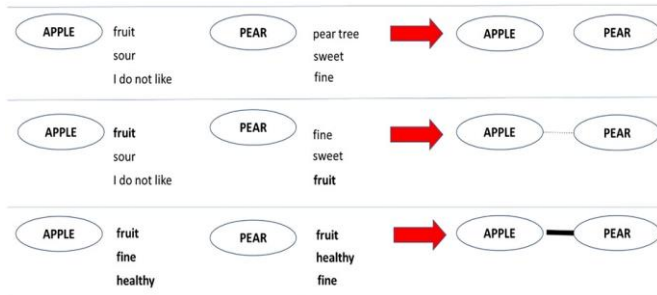 APPLE fruit PEAR pear tree APPLE PEAR
sour sweet
I do not like fine
APPLE fruit PEAR fine APPLE PEAR
sour sweet
I do not like fruit
APPLE fruit PEAR fruit APPLE PEAR
fine healthy
healthy fine